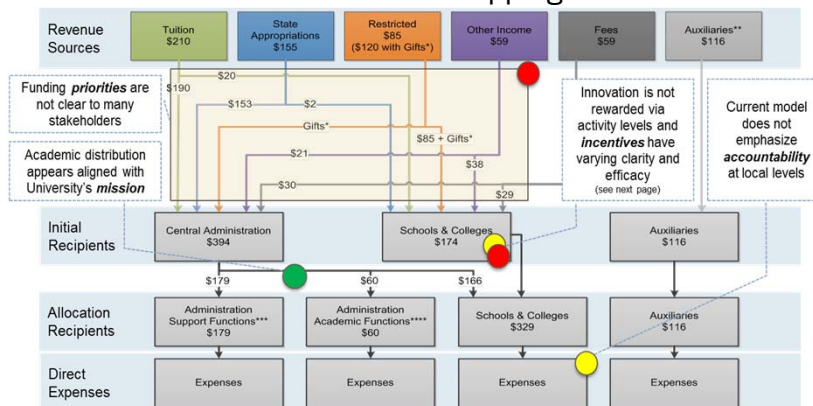 pping
Revenue
Sources
Tuition
$210
State
Appropriations
$155
Restricted
$85
($120 with Gifts*)
Other Income
$59
Fees
$59
Auxiliaries**
$116
Funding priorities are
not clear to many
stakeholders
Academic distribution
appears aligned with
University's mission
$190
$20
$153
$2
Gifts*
$85 + Gifts*
$21
$38
$30
$29
Innovation is not
rewarded via
activity levels and
incentives have
varying clarity and
efficacy
(see next page)
Current model
does not
emphasize
accountability
at local levels
Initial
Recipients
Central Administration
$394
Schools & Colleges
$174
Auxiliaries
$116
$179
$60
$166
Allocation
Recipients
Administration
Support Functions***
$179
Administration
Academic Functions****
$60
Schools & Colleges
$329
Auxiliaries
$116
Direct
Expenses
Expenses
Expenses
Expenses
Expenses